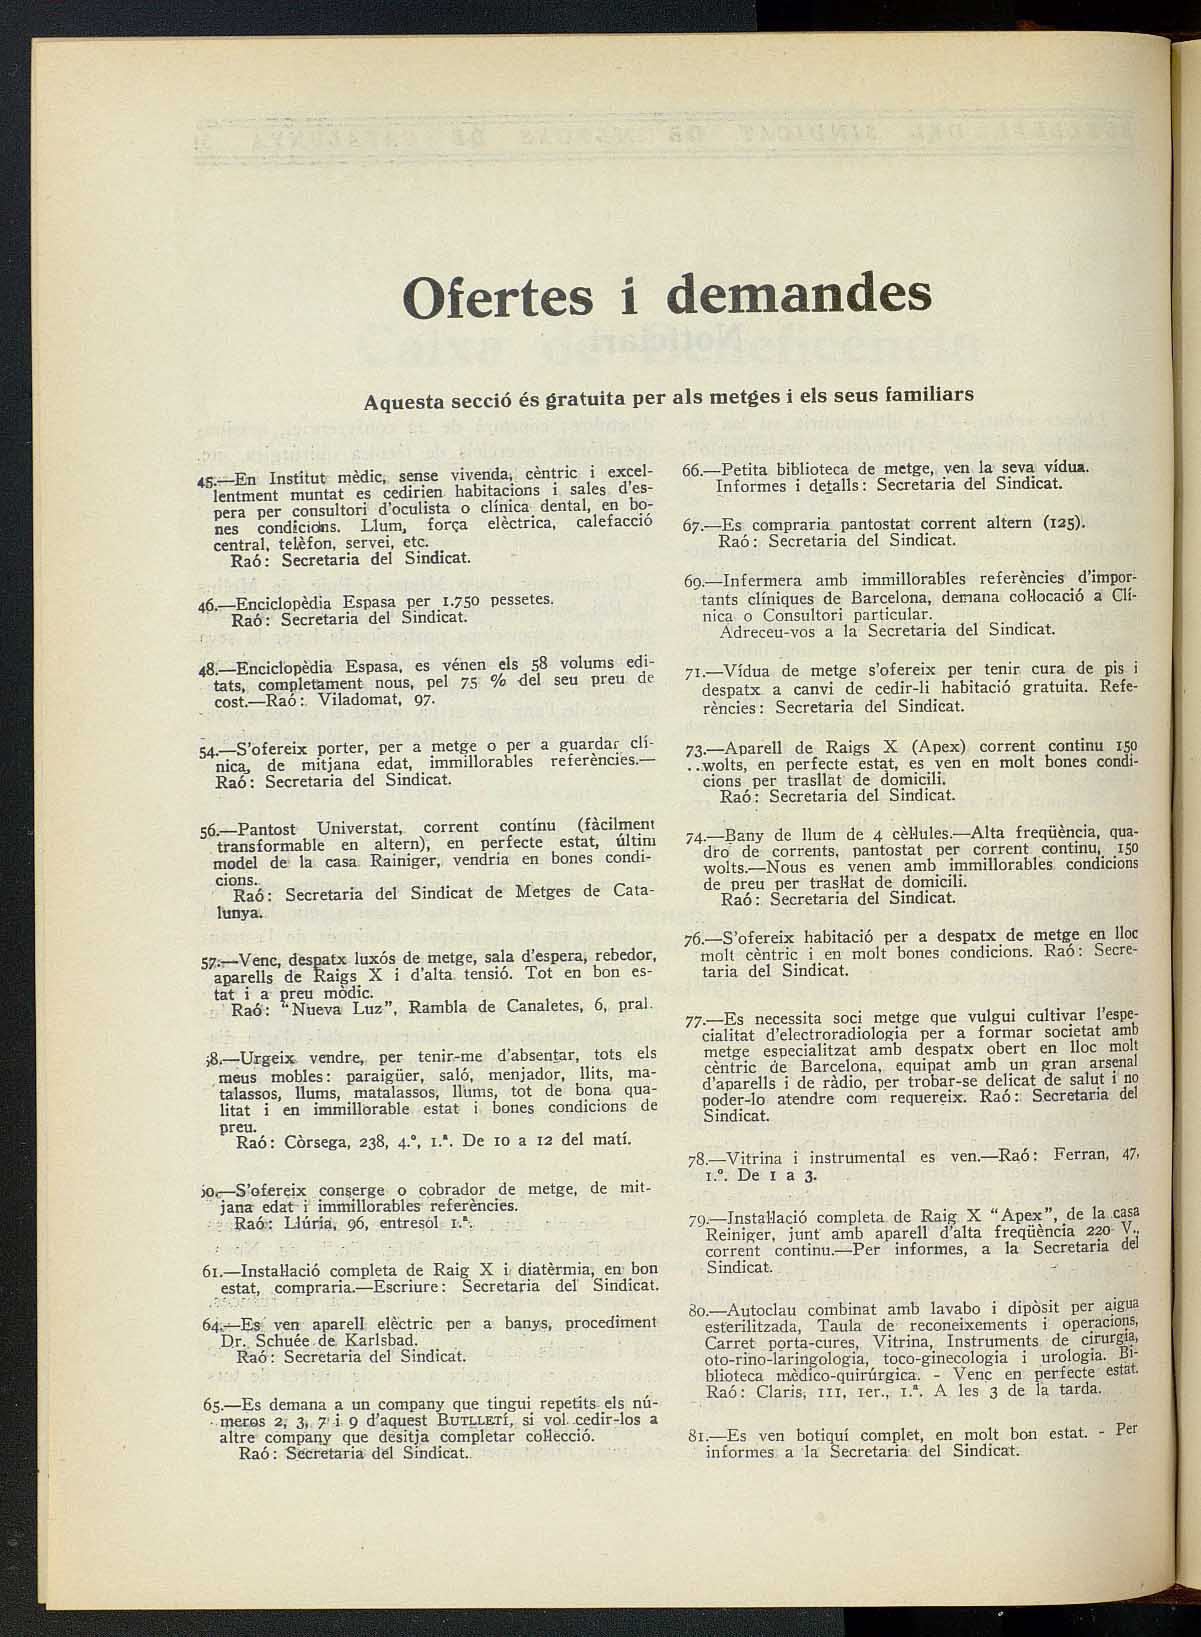 Ofertes i demandes
Aquesta secció és gratuita per als metges i els seus familiars
45.—En Institut mèdic, sense vivenda, cèntric i excel-
lentment muntat es cedirien habitacions i sales d'es-
pera per consultori d'oculista o clínica dental, en bo-
nes condicions. Llum, força elèctrica, calefacció
central, telèfon, servei, etc.
Raó: Secretaria del Sindicat.
46.—Enciclopèdia Espasa per 1.750 pessetes.
Raó: Secretaria del Sindicat.
48.—Enciclopèdia Espasa, es vénen els 58 volums edi-
tats, completament nous, pel 75 % del seu preu de
cost.—Raó: Viladomat, 97.
54.—S'ofereix porter, per a metge o per a guardar clí-
nica, de mitjana edat, immillorables referències.—
Raó: Secretaria del Sindicat.
56.—Pantost Universtat, corrent contínu (fàcilment
transformable en altern), en perfecte estat, últim
model de la casa Rainiger, vendria en bones condi-
cions.
Raó: Secretaria del Sindicat de Metges de Cata-
lunya.
57.—Venc, despatx luxós de metge, sala d'espera, rebedor,
aparells de Raigs X i d'alta tensió. Tot en bon es-
tat i a preu mòdic.
Raó: "Nueva Luz", Rambla de Canaletes, 6, pral.
58.—Urgeix vendre, per tenir-me d'absentar, tots els
meus mobles: paraigüer, saló, menjador, llits, ma-
talassos, llums, matalassos, llums, tot de bona qua-
litat i en immillorable estat i bones condicions de
preu.
Raó: Còrsega, 238, 4.º, 1.ª. De 10 a 12 del matí.
S'ofereix conserge o cobrador de metge, de mit-
jana edat i immillorables referències.
Raó: Llúria, 96, entresol 1.ª.
61.—Instaŀlació completa de Raig X i diatèrmia, en bon
estat, compraria.—Escriure: Secretaria del Sindicat.
64.—Es ven aparell elèctric per a banys, procediment
Dr. Schuée de Karlsbad.
Raó: Secretaria del Sindicat.
65.—Es demana a un company que tingui repetits els nú-
meros 2, 3, 7 i 9 d'aquest BUTLLETÍ, si vol cedir-los a
altre company que desitja completar coŀlecció.
Raó: Secretaria del Sindicat.
66.—Petita biblioteca de metge, ven la seva vídua.
Informes i detalls: Secretaria del Sindicat.
67.—Es compraria pantostat corrent altern (125).
Raó: Secretaria del Sindicat.
69.—Infermera amb immillorables referències d'impor-
tants clíniques de Barcelona, demana coŀlocació a Clí-
nica o Consultori particular.
Adreceu-vos a la Secretaria del Sindicat.
71.—Vídua de metge s'ofereix per tenir cura de pis i
despatx a canvi de cedir-li habitació gratuita. Refe-
rències: Secretaria del Sindicat.
73.—Aparell de Raigs X (Apex) corrent continu 150
wolts, en perfecte estat, es ven en molt bones condi-
cions per trasllat de domicili.
Raó: Secretaria del Sindicat.
74.—Bany de llum de 4 cèŀlules.—Alta freqüència, qua-
dro de corrents, pantostat per corrent continu, 150
wolts.—Nous es venen amb immillorables condicions
de preu per trasŀlat de domicili.
Raó: Secretaria del Sindicat.
76.—S'ofereix habitació per a despatx de metge en lloc
molt cèntric i en molt bones condicions. Raó: Secre-
taria del Sindicat.
77.—Es necessita soci metge que vulgui cultivar l'espe-
cialitat d'electroradiologia per a formar societat amb
metge especialitzat amb despatx obert en lloc molt
cèntric de Barcelona, equipat amb un gran arsenal
d'aparells i de ràdio, per trobar-se delicat de salut i no
poder-lo atendre com requereix. Raó: Secretaria del
Sindicat.
78.—Vitrina i instrumental es ven.—Raó: Ferran, 47,
1.º. De 1 a 3.
79.—Instaŀlació completa de Raig X "Apex", de la casa
Reiniger, junt amb aparell d'alta freqüència 220 V.,
corrent continu.—Per informes, a la Secretaria del
Sindicat.
80.—Autoclau combinat amb lavabo i dipòsit per aigua
esterilitzada, Taula de reconeixements i operacions,
Carret porta-cures, Vitrina, Instruments de cirurgia,
oto-rino-laringologia, toco-ginecologia i urologia. Bi-
blioteca mèdico-quirúrgica. - Venc en perfecte estat.
Raó: Claris, 111, 1er., 1.ª. A les 3 de la tarda.
81.—Es ven botiquí complet, en molt bon estat. - Per
informes a la Secretaria del Sindicat.